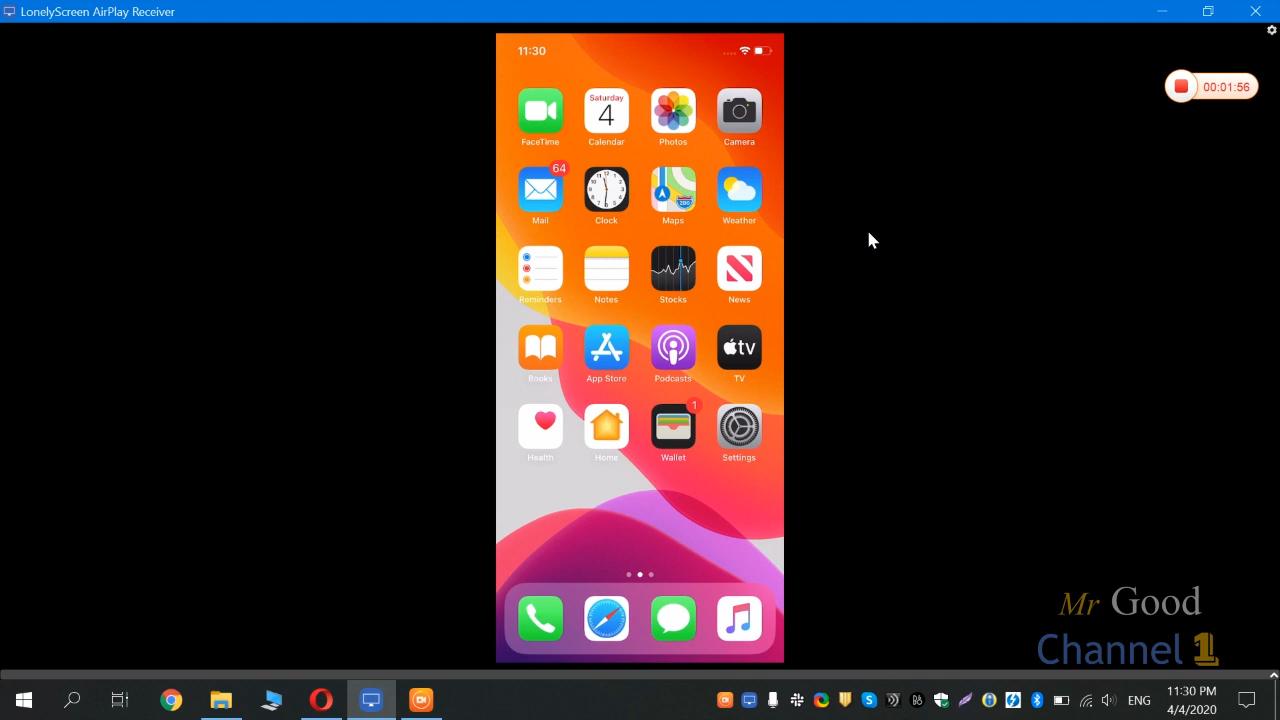 LonelyScreen AirPlay Receiver
11:30
00:01:56
Saturday
4
FaceTime Calendar Photos Camera
64
12
280
Mail Clock Maps Weather
Reminders Notes Stocks News
tv
Books App Store Podcasts TV
1
Health Home Wallet Settings
Mr Good
Channel 1
ENG
11:30 PM
4/4/2020